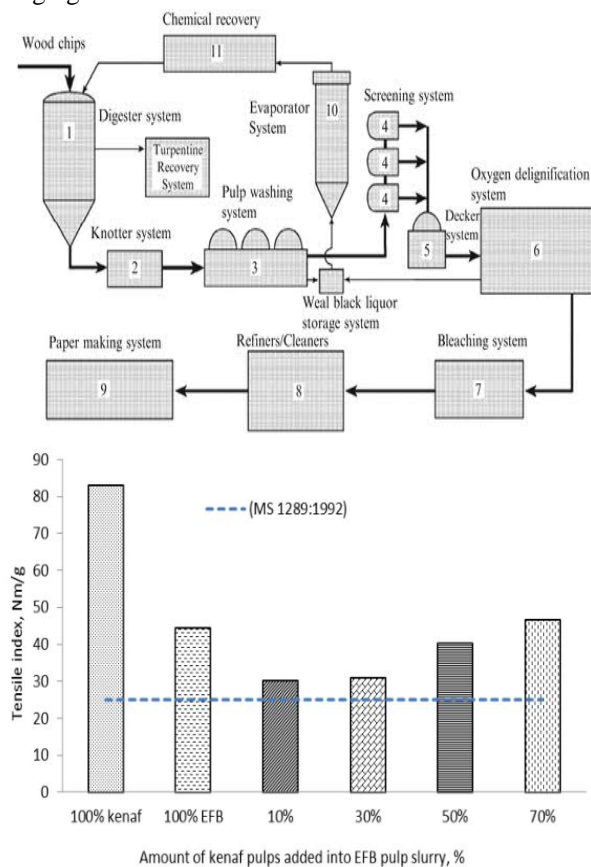 Wood chips
Chemical recovery
11
Digester system
1
Turpentine
Recovery
System
Evaporator
System
10
Screening system
4
4
4
Oxygen delignification
system
Decker
system
5
6
Pulp washing
system
Knotter system
2
3
Weal black liquor
storage system
Paper making system
9
Refiners/Cleaners
8
Bleaching system
7
90
80
70
60
50
40
30
20
10
0
Tensile index, Nm/g
(MS 1289:1992)
100% kenaf
100% EFB
10%
30%
50%
70%
Amount of kenaf pulps added into EFB pulp slurry, %